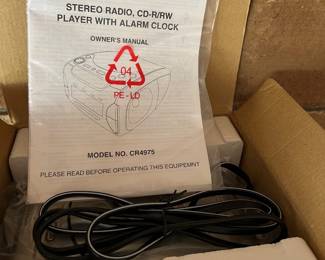 STEREO RADIO, CD-R/RW
PLAYER WITH ALARM CLOCK
OWNER'S MANUAL
04
PE-LD
MODEL NO. CR4975
PLEASE READ BEFORE OPERATING THIS EQUIPEMNT